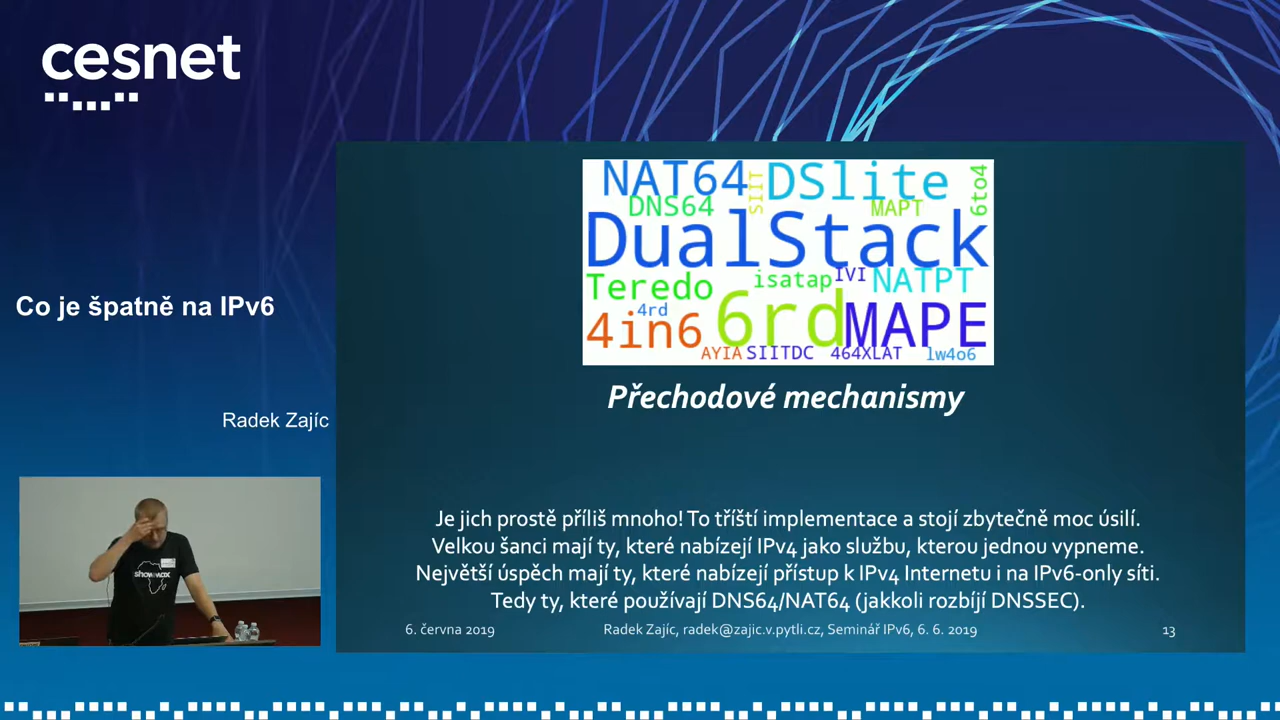 cesnet
NAT64 SIIT DSlite 6to4
DNS64 MAPT
DualStack
Teredo isatap IVI NATPT
4in6 4rd 6rd MAPE
AYIA SIITDC 464XLAT lw4o6
Co je špatně na IPv6
Přechodové mechanismy
Radek Zajíc
showmax
Je jich prostě příliš mnoho! To tříští implementace a stojí zbytečně moc úsilí.
Velkou šanci mají ty, které nabízejí IPv4 jako službu, kterou jednou vypneme.
Největší úspěch mají ty, které nabízejí přístup k IPv4 Internetu i na IPv6-only síti.
Tedy ty, které používají DNS64/NAT64 (jakkoli rozbíjí DNSSEC).
6. června 2019
Radek Zajíc, radek@zajic.v.pytli.cz, Seminář IPv6, 6. 6. 2019
13